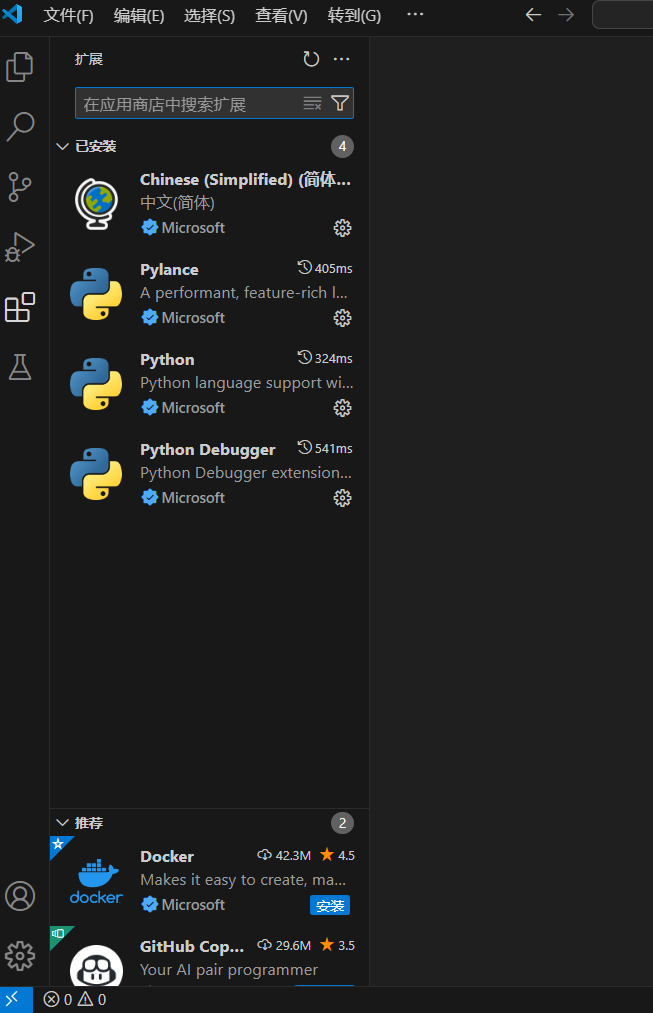 文件(F) 编辑(E) 选择(S) 查看(V) 转到(G) ···
扩展
在应用商店中搜索扩展
已安装 4
Chinese (Simplified) (简体...
中文(简体)
Microsoft
Pylance 405ms
A performant, feature-rich l...
Microsoft
Python 324ms
Python language support wi...
Microsoft
Python Debugger 541ms
Python Debugger extension...
Microsoft
推荐 2
Docker 42.3M 4.5
Makes it easy to create, ma...
docker
Microsoft 安装
GitHub Cop... 29.6M 3.5
Your AI pair programmer
0 0